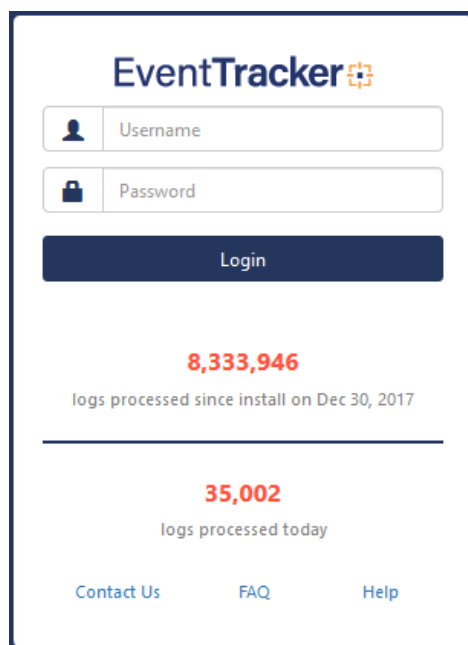 EventTracker
Username
Password
Login
8,333,946
logs processed since install on Dec 30, 2017
35,002
logs processed today
Contact Us FAQ Help